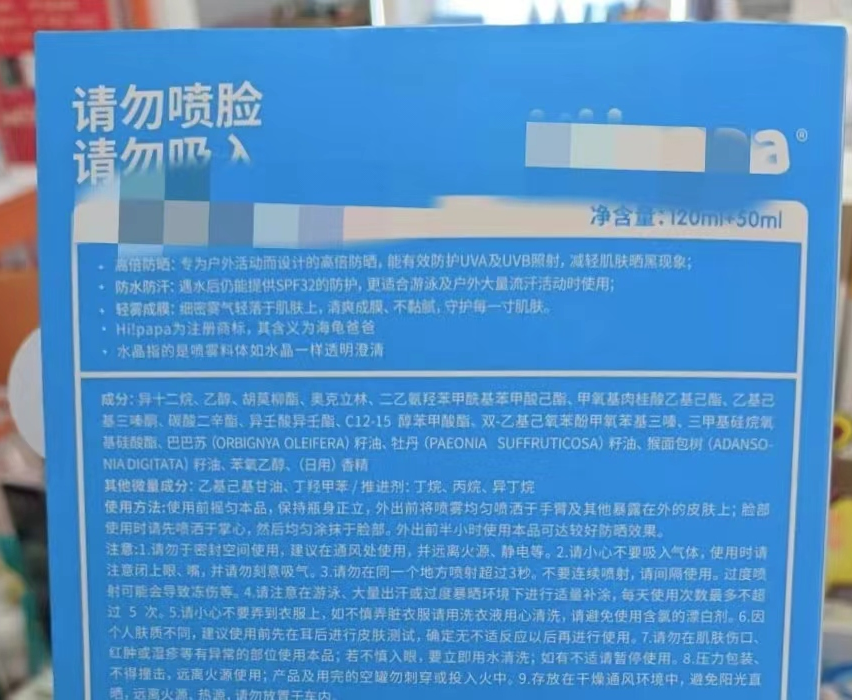 请勿喷脸
请勿吸入
a®
净含量：120ml+50ml
· 高倍防晒：专为户外活动而设计的高倍防晒，能有效防护UVA及UVB照射，减轻肌肤晒黑现象；
· 防水防汗：遇水后仍能提供SPF32的防护，更适合游泳及户外大量流汗活动时使用；
· 轻雾成膜：细密雾气轻落于肌肤上，清爽成膜、不黏腻，守护每一寸肌肤。
· Hi!papa为注册商标，其含义为海龟爸爸
· 水晶指的是喷雾料体如水晶一样透明澄清
成分：异十二烷、乙醇、胡莫柳酯、奥克立林、二乙氨羟苯甲酰基苯甲酸己酯、甲氧基肉桂酸乙基己酯、乙基己
基三嗪酮、碳酸二辛酯、异壬酸异壬酯、C12-15 醇苯甲酸酯、双-乙基己氧苯酚甲氧苯基三嗪、三甲基硅烷氧
基硅酸酯、巴巴苏（ORBIGNYA OLEIFERA）籽油、牡丹（PAEONIA SUFFRUTICOSA）籽油、猴面包树（ADANSO-
NIA DIGITATA）籽油、苯氧乙醇、（日用）香精
其他微量成分：乙基己基甘油、丁羟甲苯 / 推进剂：丁烷、丙烷、异丁烷
使用方法:使用前摇匀本品，保持瓶身正立，外出前将喷雾均匀喷洒于手臂及其他暴露在外的皮肤上；脸部
使用时请先喷洒于掌心，然后均匀涂抹于脸部。外出前半小时使用本品可达较好防晒效果。
注意:1.请勿于密封空间使用，建议在通风处使用，并远离火源、静电等。2.请小心不要吸入气体，使用时请
注意闭上眼、嘴，并请勿刻意吸气。3.请勿在同一个地方喷射超过3秒。不要连续喷射，请间隔使用。过度喷
射可能会导致冻伤等。4.请注意在游泳、大量出汗或过度暴晒环境下进行适量补涂，每天使用次数最多不超
过 5 次。5.请小心不要弄到衣服上，如不慎弄脏衣服请用洗衣液用心清洗，请避免使用含氯的漂白剂。6.因
个人肤质不同，建议使用前先在耳后进行皮肤测试，确定无不适反应以后再进行使用。7.请勿在肌肤伤口、
红肿或湿疹等有异常的部位使用本品；若不慎入眼，要立即用水清洗；如有不适请暂停使用。8.压力包装、
不得撞击，远离火源使用；产品及用完的空罐勿刺穿或投入火中。9.存放在干燥通风环境中，避免阳光直
晒，远离火源、热源，请勿放置于车内。